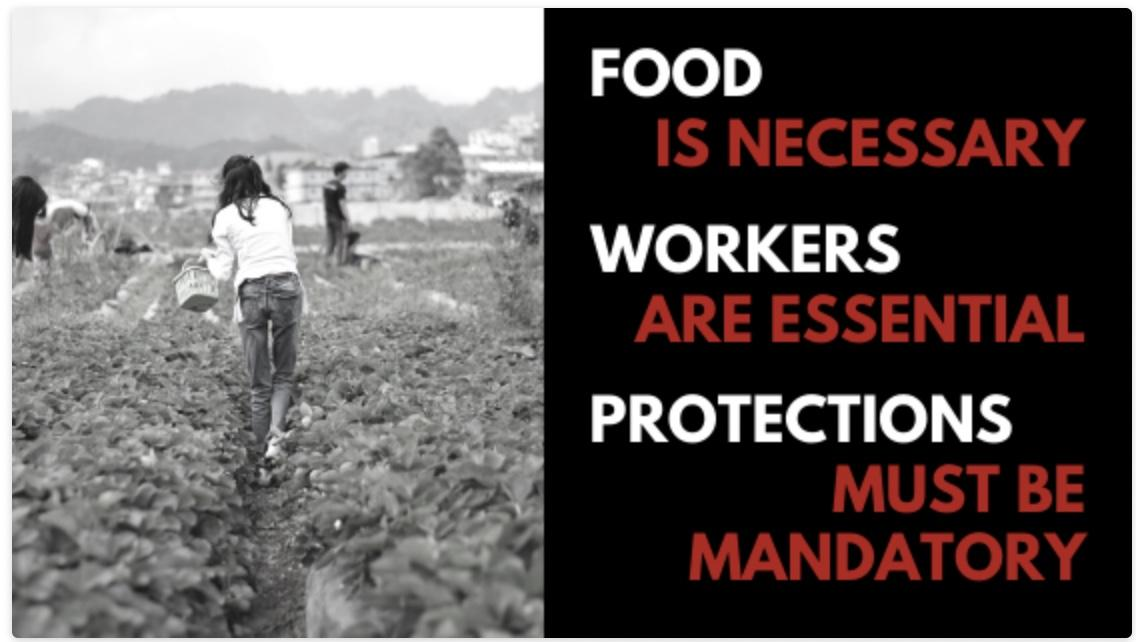 FOOD
IS NECESSARY
WORKERS
ARE ESSENTIAL
PROTECTIONS
MUST BE
MANDATORY